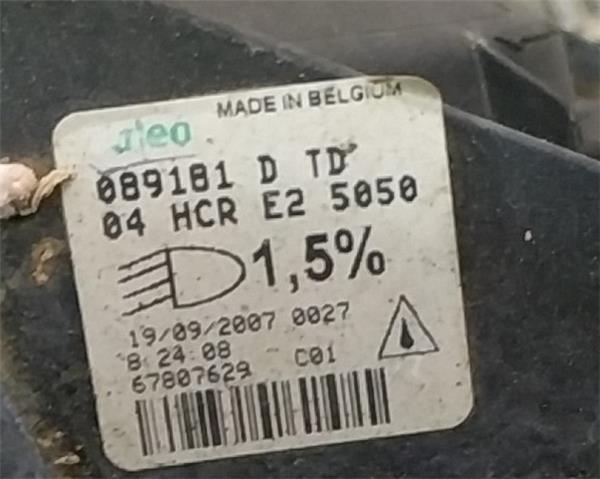 MADE IN BELGIUM
valeo
089181 D TD
04 HCR E2 5050
1,5%
19/09/2007 0027
8:24:08 C01
67807629